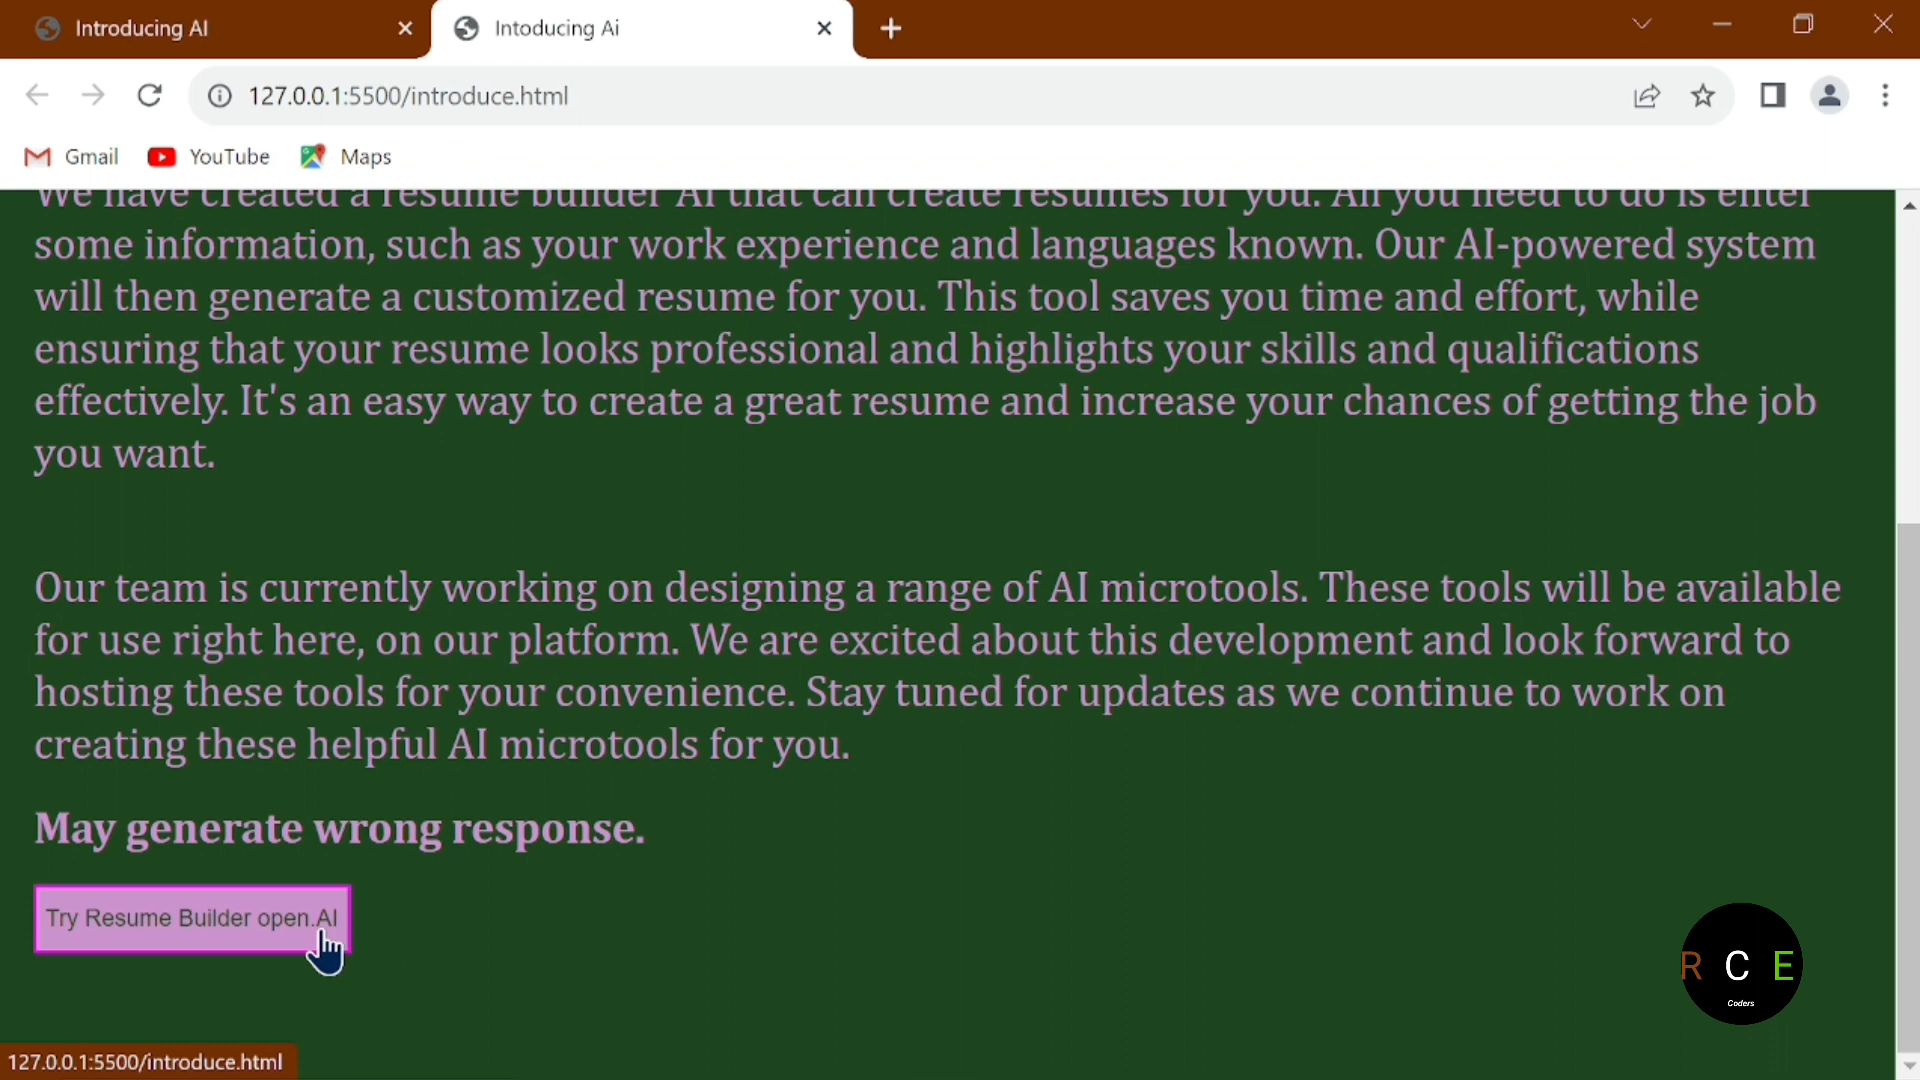 Introducing AI
Intoducing Ai
127.0.0.1:5500/introduce.html
Gmail
YouTube
Maps
We have created a resume builder AI that can create resumes for you. All you need to do is enter
some information, such as your work experience and languages known. Our AI-powered system
will then generate a customized resume for you. This tool saves you time and effort, while
ensuring that your resume looks professional and highlights your skills and qualifications
effectively. It's an easy way to create a great resume and increase your chances of getting the job
you want.
Our team is currently working on designing a range of AI microtools. These tools will be available
for use right here, on our platform. We are excited about this development and look forward to
hosting these tools for your convenience. Stay tuned for updates as we continue to work on
creating these helpful AI microtools for you.
May generate wrong response.
Try Resume Builder open.AI
R C E
Coders
127.0.0.1:5500/introduce.html